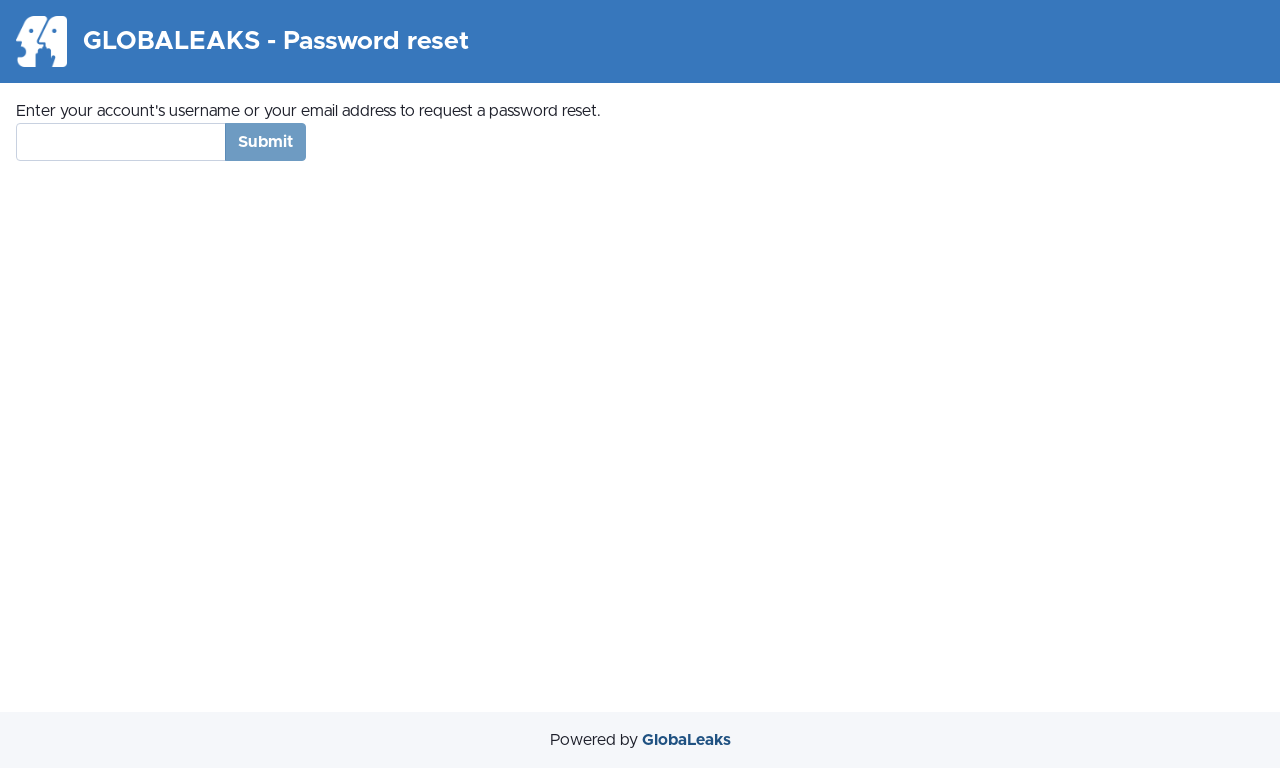 GLOBALEAKS - Password reset
Enter your account's username or your email address to request a password reset.
Submit
Powered by GlobaLeaks